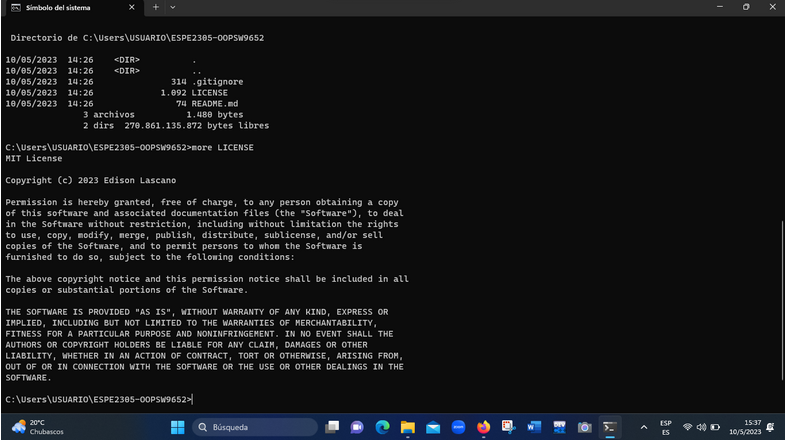 Símbolo del sistema
Directorio de C:\Users\USUARIO\ESPE2305-OOPSW9652
10/05/2023  14:26    <DIR>          .
10/05/2023  14:26    <DIR>          ..
10/05/2023  14:26               314 .gitignore
10/05/2023  14:26             1.092 LICENSE
10/05/2023  14:26                74 README.md
3 archivos          1.480 bytes
2 dirs  270.861.135.872 bytes libres
C:\Users\USUARIO\ESPE2305-OOPSW9652>more LICENSE
MIT License
Copyright (c) 2023 Edison Lascano
Permission is hereby granted, free of charge, to any person obtaining a copy
of this software and associated documentation files (the "Software"), to deal
in the Software without restriction, including without limitation the rights
to use, copy, modify, merge, publish, distribute, sublicense, and/or sell
copies of the Software, and to permit persons to whom the Software is
furnished to do so, subject to the following conditions:
The above copyright notice and this permission notice shall be included in all
copies or substantial portions of the Software.
THE SOFTWARE IS PROVIDED "AS IS", WITHOUT WARRANTY OF ANY KIND, EXPRESS OR
IMPLIED, INCLUDING BUT NOT LIMITED TO THE WARRANTIES OF MERCHANTABILITY,
FITNESS FOR A PARTICULAR PURPOSE AND NONINFRINGEMENT. IN NO EVENT SHALL THE
AUTHORS OR COPYRIGHT HOLDERS BE LIABLE FOR ANY CLAIM, DAMAGES OR OTHER
LIABILITY, WHETHER IN AN ACTION OF CONTRACT, TORT OR OTHERWISE, ARISING FROM,
OUT OF OR IN CONNECTION WITH THE SOFTWARE OR THE USE OR OTHER DEALINGS IN THE
SOFTWARE.
C:\Users\USUARIO\ESPE2305-OOPSW9652>
20°C
Chubascos
Búsqueda
ESP
ES
15:37
10/5/2023